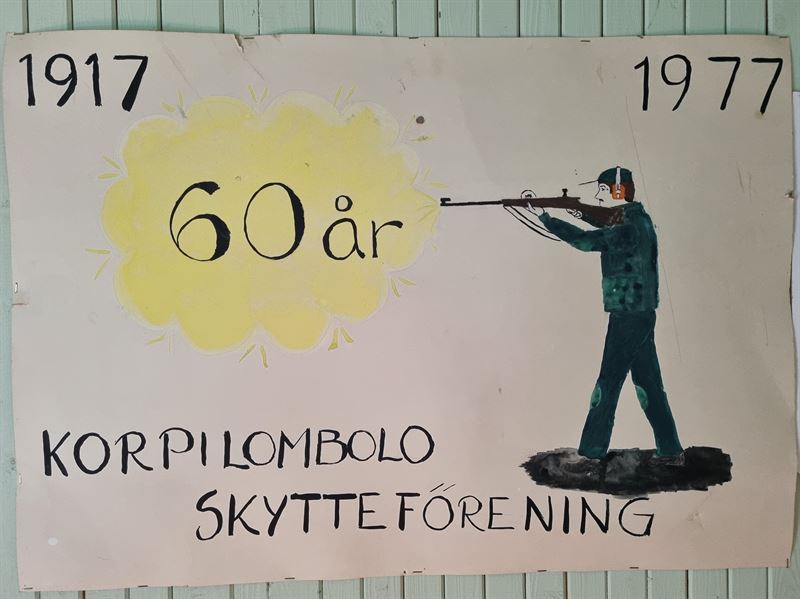 1917 1977
60 år
KORPILOMBOLO
SKYTTEFÖRENING